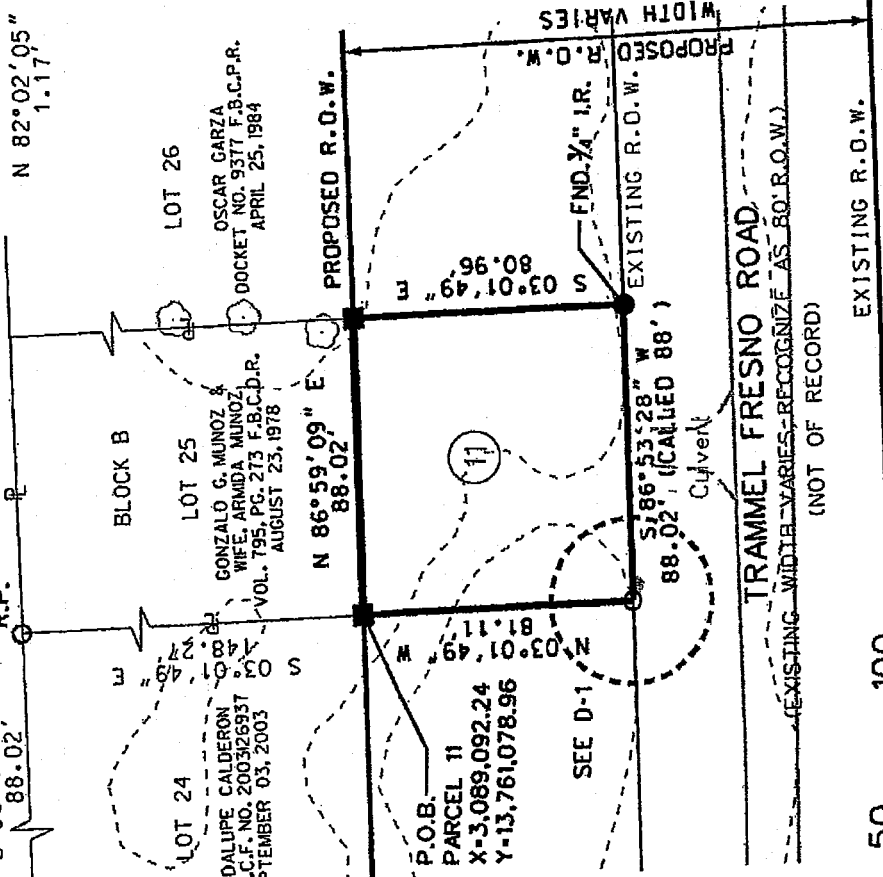 N 82°02'05"
1.17'
R.P.
88.02'
BLOCK B
LOT 26
OSCAR GARZA
DOCKET NO. 9377 F.B.C.P.R.
APRIL 25, 1984
LOT 25
GONZALO G. MUNOZ &
WIFE, ARMIDA MUNOZ
VOL. 795, PG. 273 F.B.C.D.R.
AUGUST 23, 1978
LOT 24
DALUPE CALDERON
.C.F. NO. 2003126937
PTEMBER 03, 2003
S 03°01'49" E
148.27'
PROPOSED R.O.W.
N 86°59'09" E
88.02'
S 03°01'49" E
80.96'
FND. 3/4" I.R.
EXISTING R.O.W.
PROPOSED R.O.W.
WIDTH VARIES
11
N 03°01'49" W
81.11'
P.O.B.
PARCEL 11
X=3,089,092.24
Y=13,761,078.96
SEE D-1
S 86°53'28" W
88.02' (CALLED 88')
Culvert
TRAMMEL FRESNO ROAD
(EXISTING WIDTH VARIES-RECOGNIZE AS 80' R.O.W.)
(NOT OF RECORD)
EXISTING R.O.W.
50
100